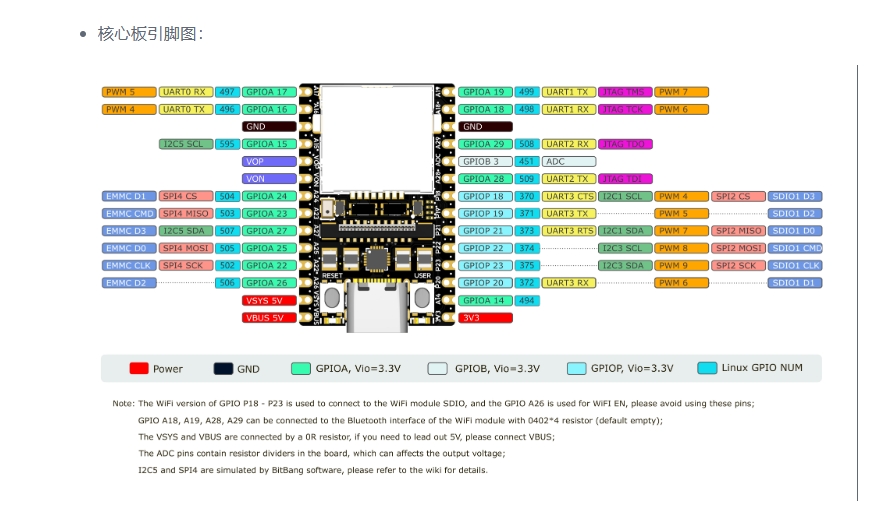 核心板引脚图：
PWM 5 UART0 RX 497 GPIOA 17 GPIOA 19 499 UART1 TX JTAG TMS PWM 7
PWM 4 UART0 TX 496 GPIOA 16 GPIOA 18 498 UART1 RX JTAG TCK PWM 6
GND GND
I2C5 SCL 595 GPIOA 15 GPIOA 29 508 UART2 RX JTAG TDO
VOP GPIOB 3 451 ADC
VON GPIOA 28 509 UART2 TX JTAG TDI
EMMC D1 SPI4 CS 504 GPIOA 24 GPIOP 18 370 UART3 CTS I2C1 SCL PWM 4 SPI2 CS SDIO1 D3
EMMC CMD SPI4 MISO 503 GPIOA 23 GPIOP 19 371 UART3 TX PWM 5 SDIO1 D2
EMMC D3 I2C5 SDA 507 GPIOA 27 GPIOP 21 373 UART3 RTS I2C1 SDA PWM 7 SPI2 MISO SDIO1 D0
EMMC D0 SPI4 MOSI 505 GPIOA 25 GPIOP 22 374 I2C3 SCL PWM 8 SPI2 MOSI SDIO1 CMD
EMMC CLK SPI4 SCK 502 GPIOA 22 GPIOP 23 375 I2C3 SDA PWM 9 SPI2 SCK SDIO1 CLK
RESET USER
EMMC D2 506 GPIOA 26 GPIOP 20 372 UART3 RX PWM 6 SDIO1 D1
VSYS 5V GPIOA 14 494
VBUS 5V 3V3
Power GND GPIOA, Vio=3.3V GPIOB, Vio=3.3V GPIOP, Vio=3.3V Linux GPIO NUM
Note: The WiFi version of GPIO P18 - P23 is used to connect to the WiFi module SDIO, and the GPIO A26 is used for WiFI EN, please avoid using these pins;
GPIO A18, A19, A28, A29 can be connected to the Bluetooth interface of the WiFi module with 0402*4 resistor (default empty);
The VSYS and VBUS are connected by a 0R resistor, if you need to lead out 5V, please connect VBUS;
The ADC pins contain resistor dividers in the board, which can affects the output voltage;
I2C5 and SPI4 are simulated by BitBang software, please refer to the wiki for details.